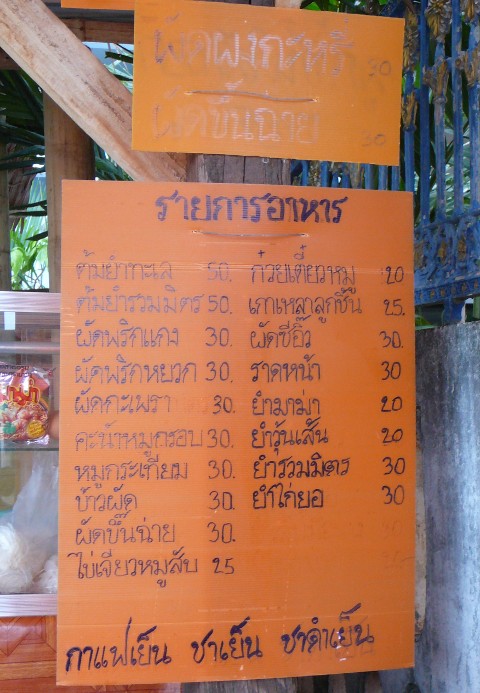 ผัดผงกะหรี่ 30
ผัดขึ้นฉ่าย 30
รายการอาหาร
ต้มยำทะเล 50.
ต้มยำรวมมิตร 50.
ผัดพริกแกง 30.
ผัดพริกหยวก 30.
ผัดกะเพรา 30.
คะน้าหมูกรอบ 30.
หมูกระเทียม 30.
ข้าวผัด 30.
ผัดขึ้นฉ่าย 30.
ไข่เจียวหมูสับ 25
ก๋วยเตี๋ยวหมู 20
เกาเหลาลูกชิ้น 25.
ผัดซีอิ๊ว 30.
ราดหน้า 30
ยำมาม่า 20
ยำวุ้นเส้น 20
ยำรวมมิตร 30
ยำไก่ยอ 30
กาแฟเย็น ชาเย็น ชาดำเย็น
มาม่า